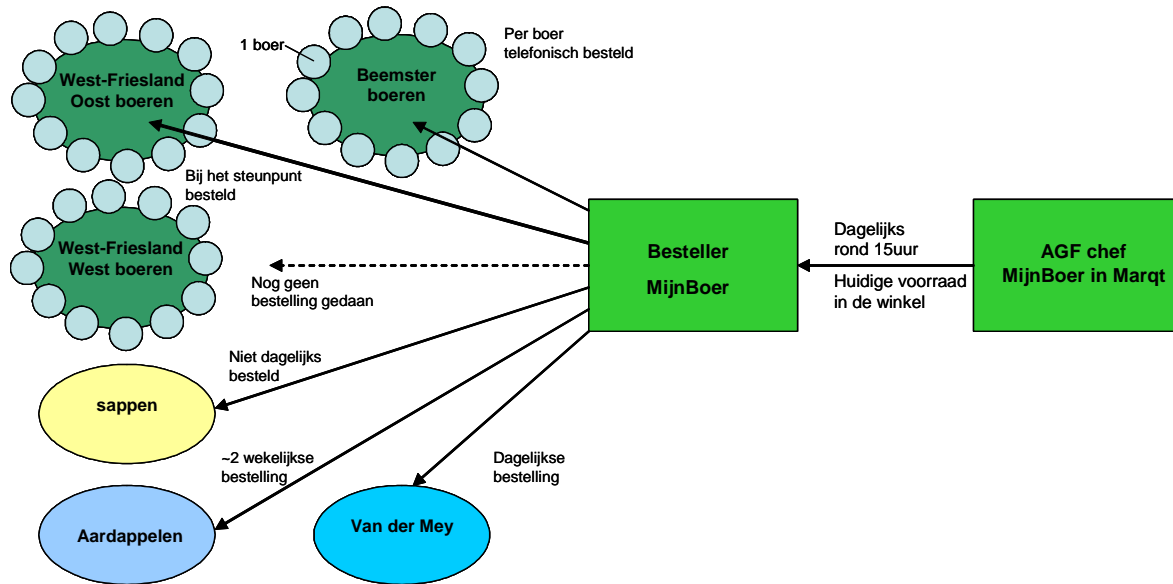 1 boer
Per boer
telefonisch besteld
West-Friesland
Oost boeren
Beemster
boeren
Bij het steunpunt
besteld
West-Friesland
West boeren
Nog geen
bestelling gedaan
Besteller
MijnBoer
Dagelijks
rond 15uur
Huidige voorraad
in de winkel
AGF chef
MijnBoer in Marqt
Niet dagelijks
besteld
sappen
~2 wekelijkse
bestelling
Dagelijkse
bestelling
Aardappelen
Van der Mey